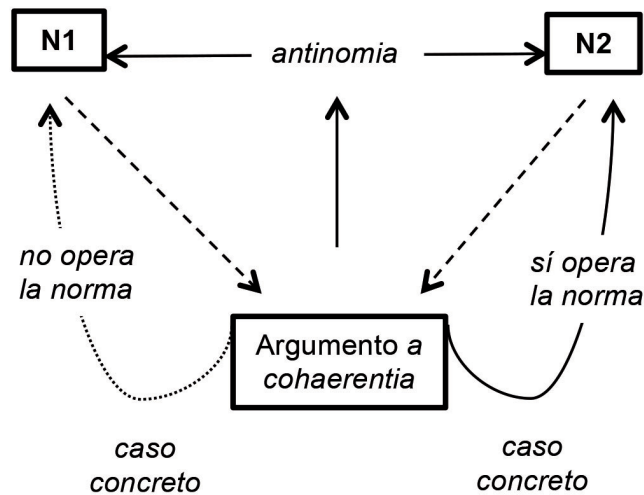 N1
antinomia
N2
no opera
la norma
sí opera
la norma
Argumento a
cohaerentia
caso
concreto
caso
concreto